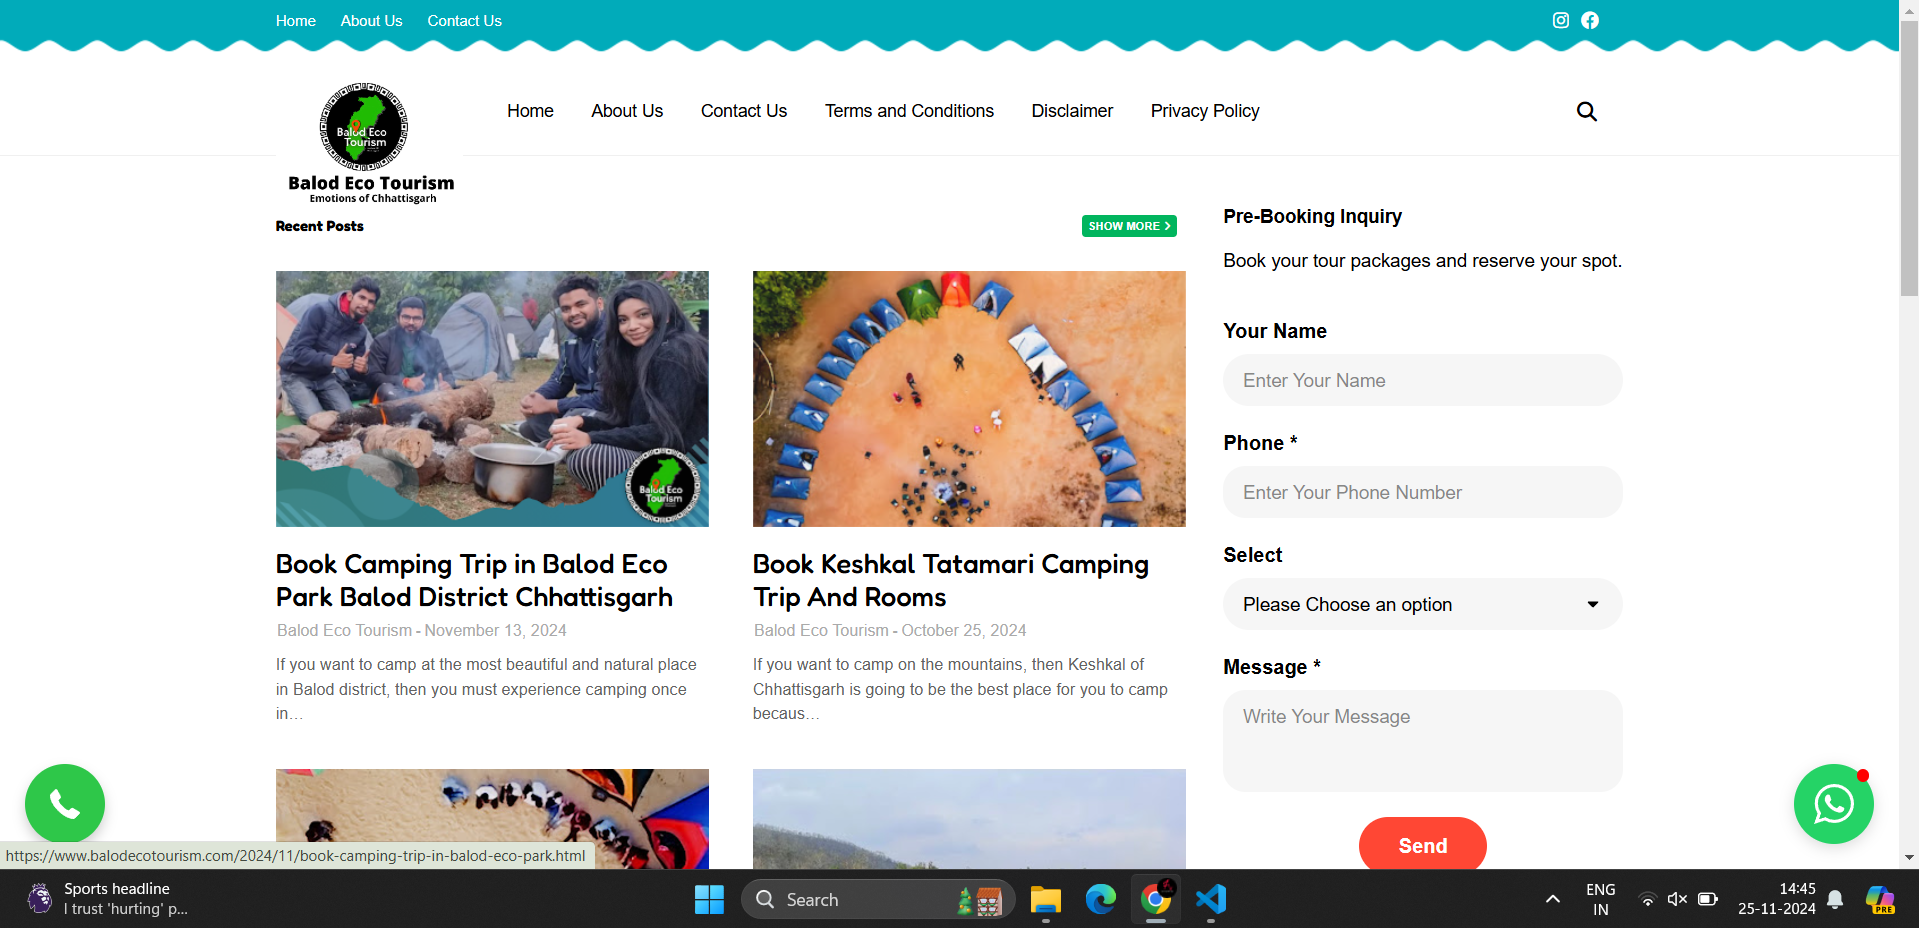 Home About Us Contact Us
Balod Eco
Tourism
Balod Eco Tourism
Emotions of Chhattisgarh
Home About Us Contact Us Terms and Conditions Disclaimer Privacy Policy
Recent Posts
SHOW MORE
Balod Eco
Tourism
Book Camping Trip in Balod Eco
Park Balod District Chhattisgarh
Balod Eco Tourism - November 13, 2024
If you want to camp at the most beautiful and natural place
in Balod district, then you must experience camping once
in…
Book Keshkal Tatamari Camping
Trip And Rooms
Balod Eco Tourism - October 25, 2024
If you want to camp on the mountains, then Keshkal of
Chhattisgarh is going to be the best place for you to camp
becaus…
Pre-Booking Inquiry
Book your tour packages and reserve your spot.
Your Name
Enter Your Name
Phone *
Enter Your Phone Number
Select
Please Choose an option
Message *
Write Your Message
Send
https://www.balodecotourism.com/2024/11/book-camping-trip-in-balod-eco-park.html
Sports headline
I trust 'hurting' p...
Search
ENG
IN
14:45
25-11-2024
PRE